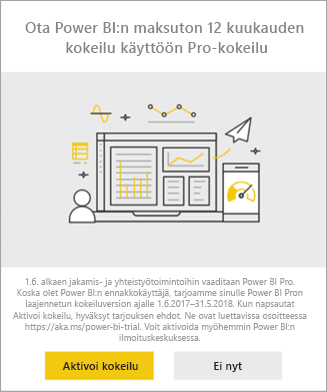 Ota Power BI:n maksuton 12 kuukauden
kokeilu käyttöön Pro-kokeilu
1.6. alkaen jakamis- ja yhteistyötoimintoihin vaaditaan Power BI Pro.
Koska olet Power BI:n ennakkokäyttäjä, tarjoamme sinulle Power BI Pron
laajennetun kokeiluversion ajalle 1.6.2017–31.5.2018. Kun napsautat
Aktivoi kokeilu, hyväksyt tarjouksen ehdot. Ne ovat luettavissa osoitteessa
https://aka.ms/power-bi-trial. Voit aktivoida myöhemmin Power BI:n
ilmoituskeskuksessa.
Aktivoi kokeilu
Ei nyt